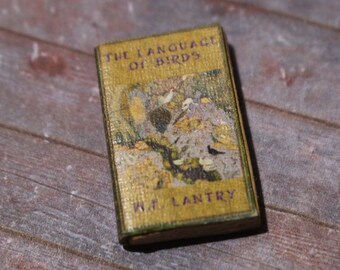 THE LANGUAGE
OF BIRDS
W.F. LANTRY